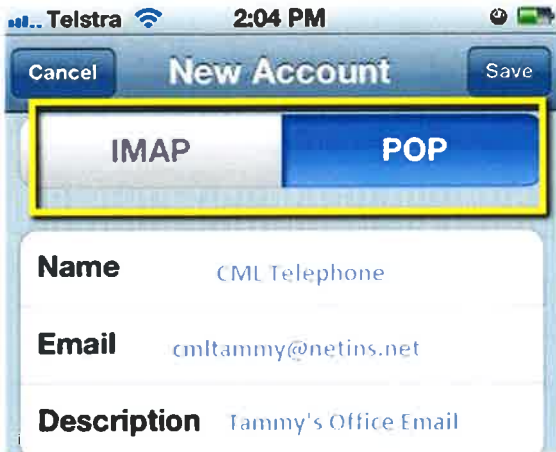 Telstra 2:04 PM
Cancel New Account Save
IMAP POP
Name CML Telephone
Email cmltammy@netins.net
Description Tammy's Office Email